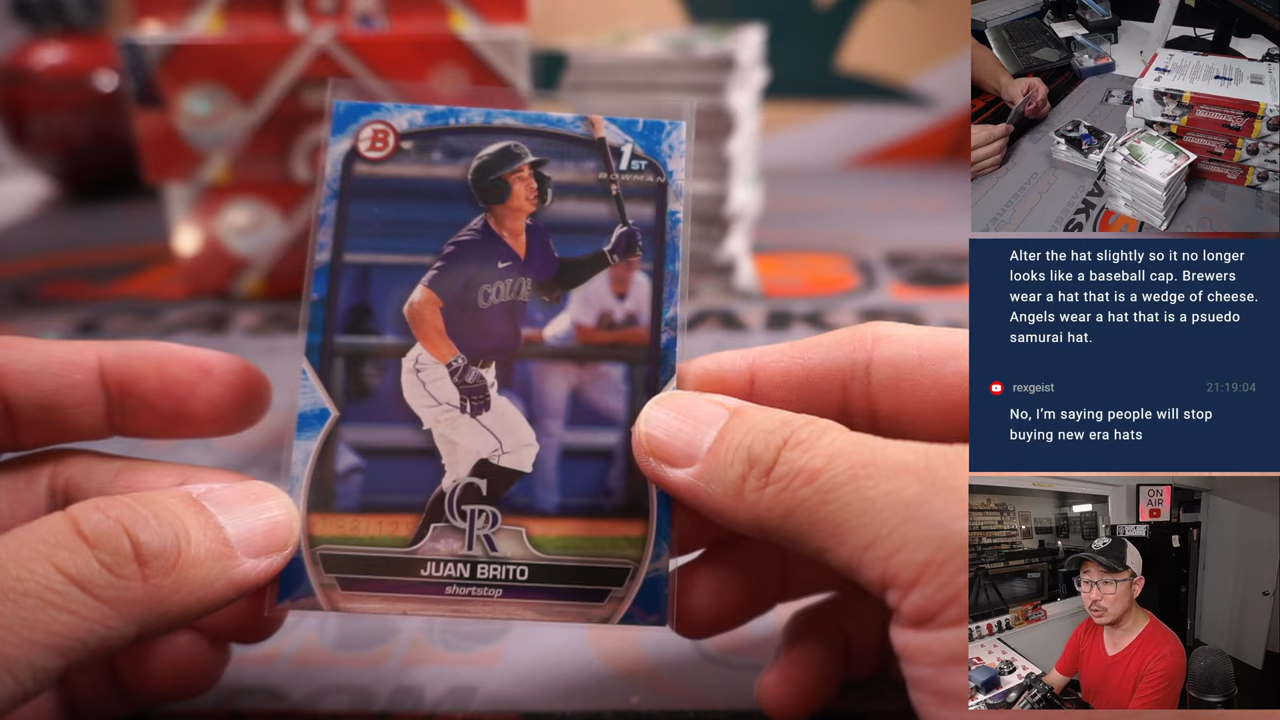 B
1ST
BOWMAN
COLOR
CR
JUAN BRITO
shortstop
Alter the hat slightly so it no longer
looks like a baseball cap. Brewers
wear a hat that is a wedge of cheese.
Angels wear a hat that is a psuedo
samurai hat.
rexgeist
21:19:04
No, I'm saying people will stop
buying new era hats
ON
AIR